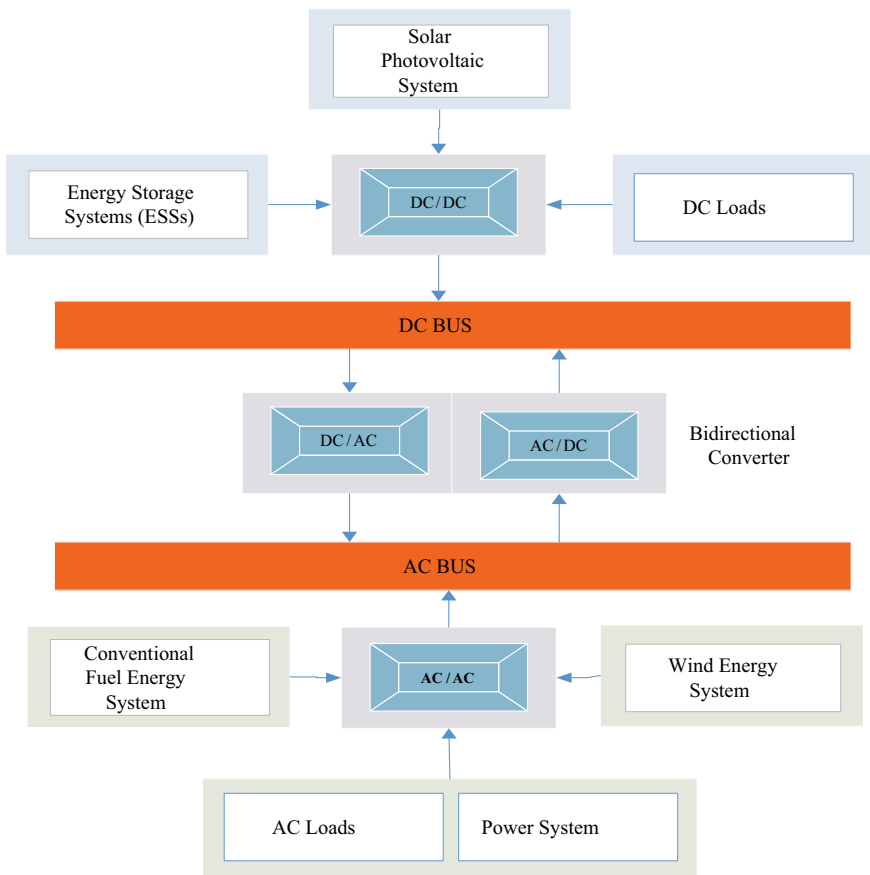 Solar
Photovoltaic
System
Energy Storage
Systems (ESSs)
DC/DC
DC Loads
DC BUS
DC/AC
AC/DC
Bidirectional
Converter
AC BUS
Conventional
Fuel Energy
System
AC/AC
Wind Energy
System
AC Loads
Power System